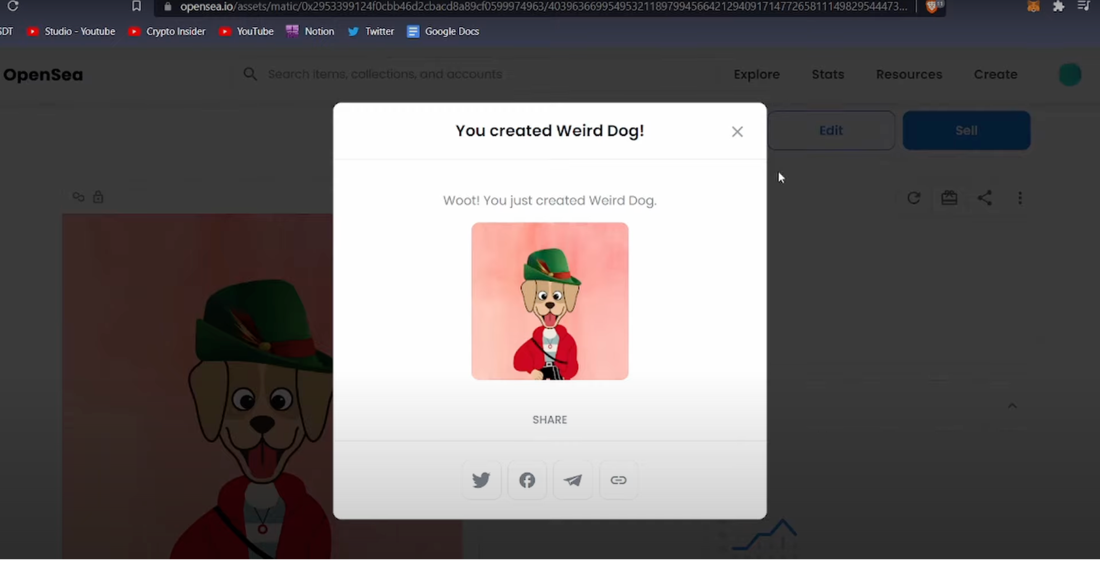 opensea.io/assets/matic/0x2953399124f0cbb46d2cbacd8a89cf0599974963/4039636699549532118979945664212940917147726581114982954​4473...
SDT Studio - Youtube Crypto Insider YouTube Notion Twitter Google Docs
OpenSea Search items, collections, and accounts Explore Stats Resources Create
You created Weird Dog!
Edit Sell
Woot! You just created Weird Dog.
SHARE